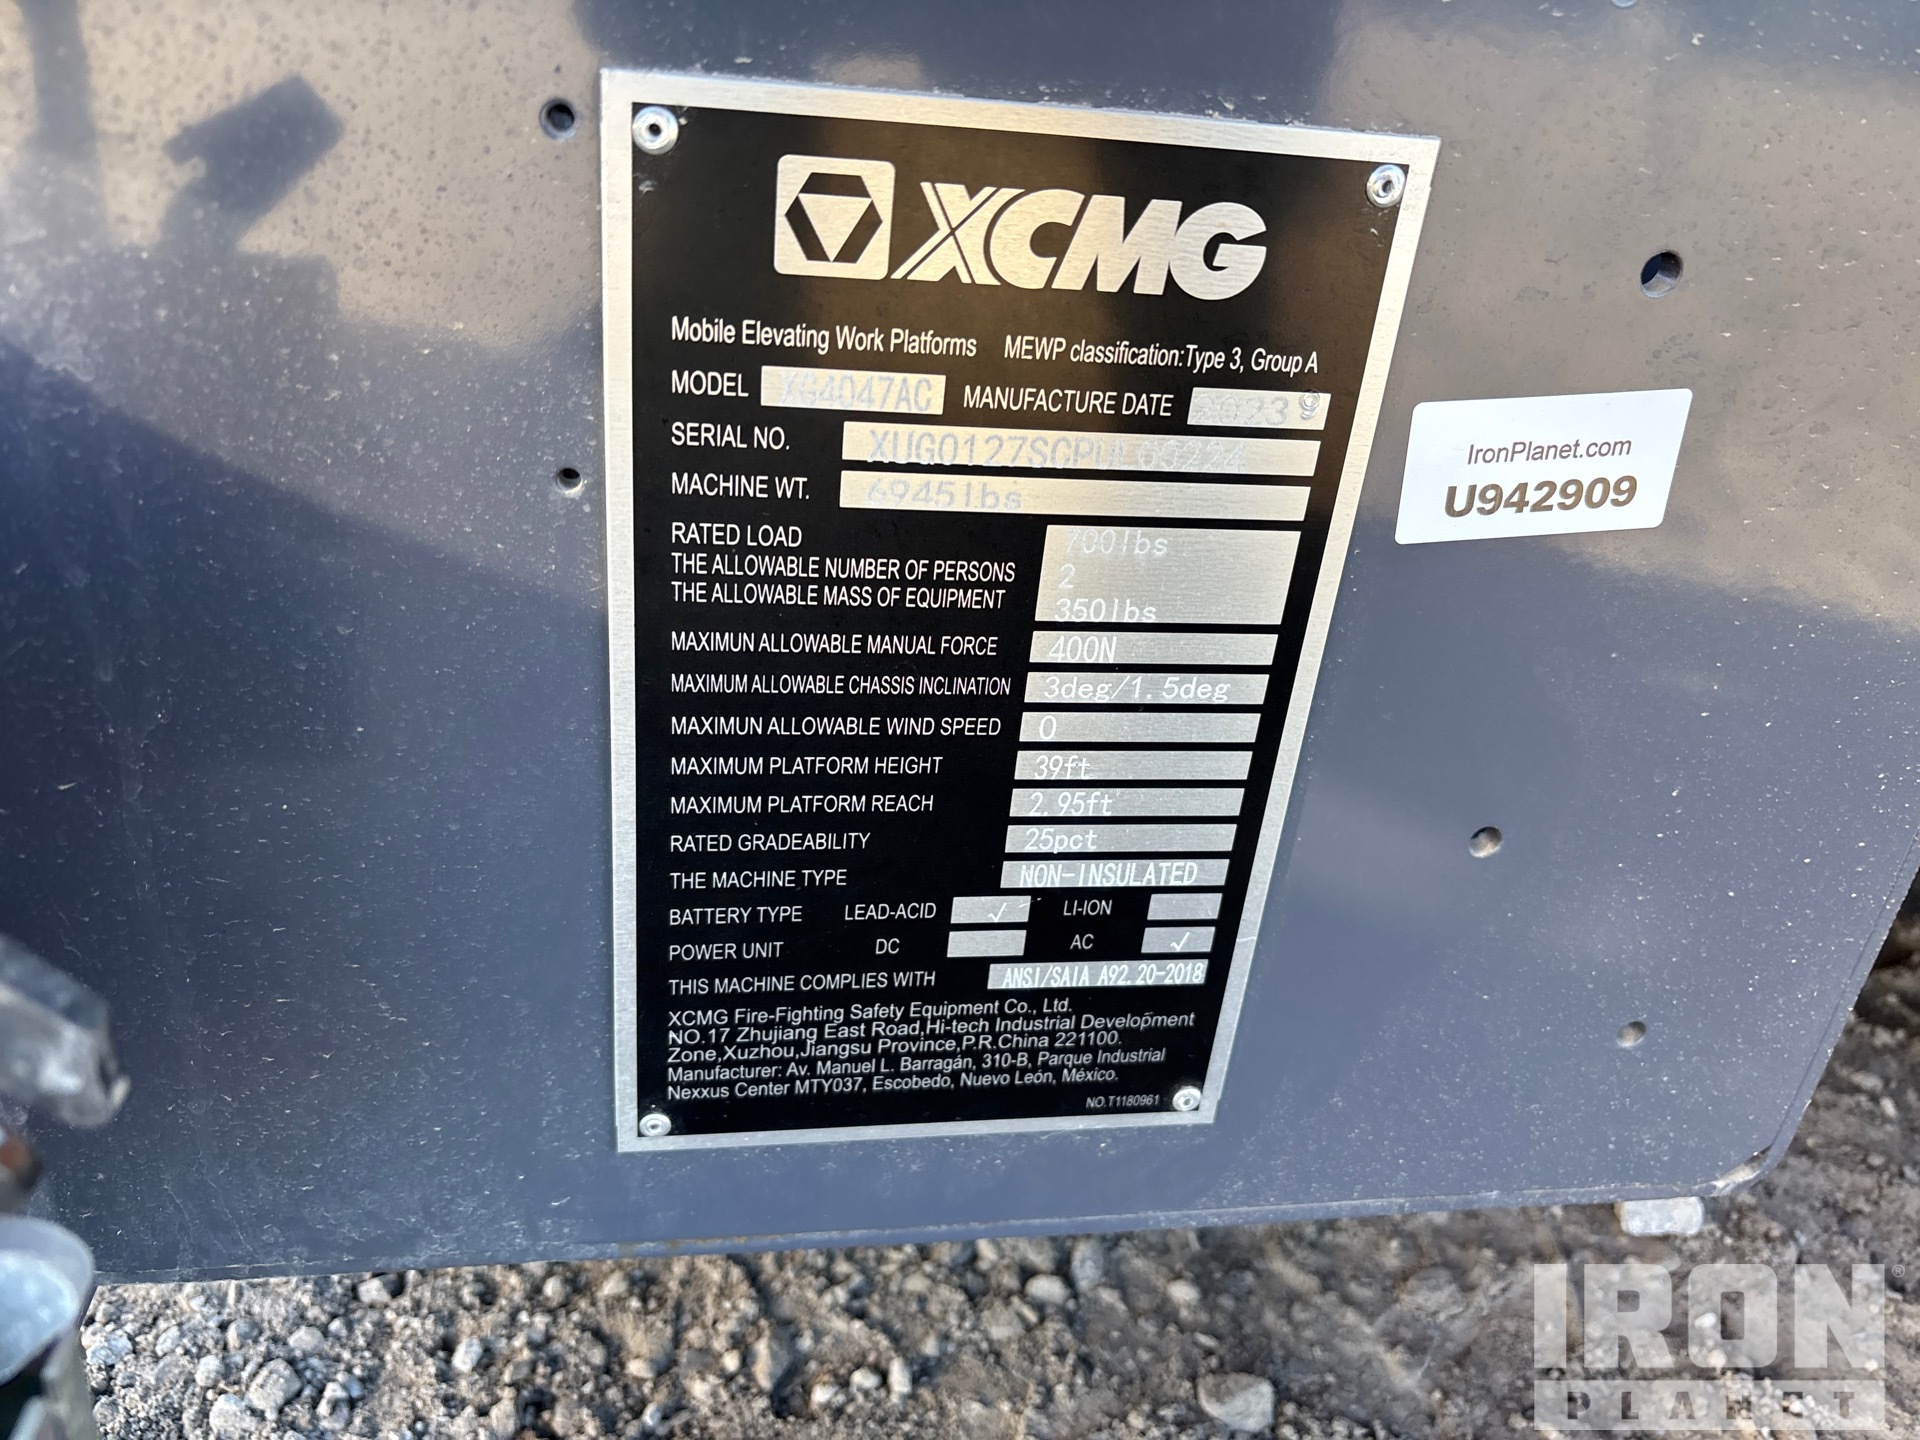 XCMG
Mobile Elevating Work Platforms MEWP classification:Type 3, Group A
MODEL XG4047AC MANUFACTURE DATE 2023 9
SERIAL NO. XUG0127SCPUL00224
MACHINE WT. 6945lbs
RATED LOAD 700lbs
THE ALLOWABLE NUMBER OF PERSONS 2
THE ALLOWABLE MASS OF EQUIPMENT 350lbs
MAXIMUN ALLOWABLE MANUAL FORCE 400N
MAXIMUM ALLOWABLE CHASSIS INCLINATION 3deg/1.5deg
MAXIMUN ALLOWABLE WIND SPEED 0
MAXIMUM PLATFORM HEIGHT 39ft
MAXIMUM PLATFORM REACH 2.95ft
RATED GRADEABILITY 25pct
THE MACHINE TYPE NON-INSULATED
BATTERY TYPE LEAD-ACID ✓ LI-ION
POWER UNIT DC AC ✓
THIS MACHINE COMPLIES WITH ANSI/SAIA A92.20-2018
XCMG Fire-Fighting Safety Equipment Co., Ltd.
NO.17 Zhujiang East Road,Hi-tech Industrial Development
Zone,Xuzhou,Jiangsu Province,P.R.China 221100.
Manufacturer: Av. Manuel L. Barragán, 310-B, Parque Industrial
Nexxus Center MTY037, Escobedo, Nuevo León, México.
NO.T1180961
IronPlanet.com
U942909
IRON ®
PLANET